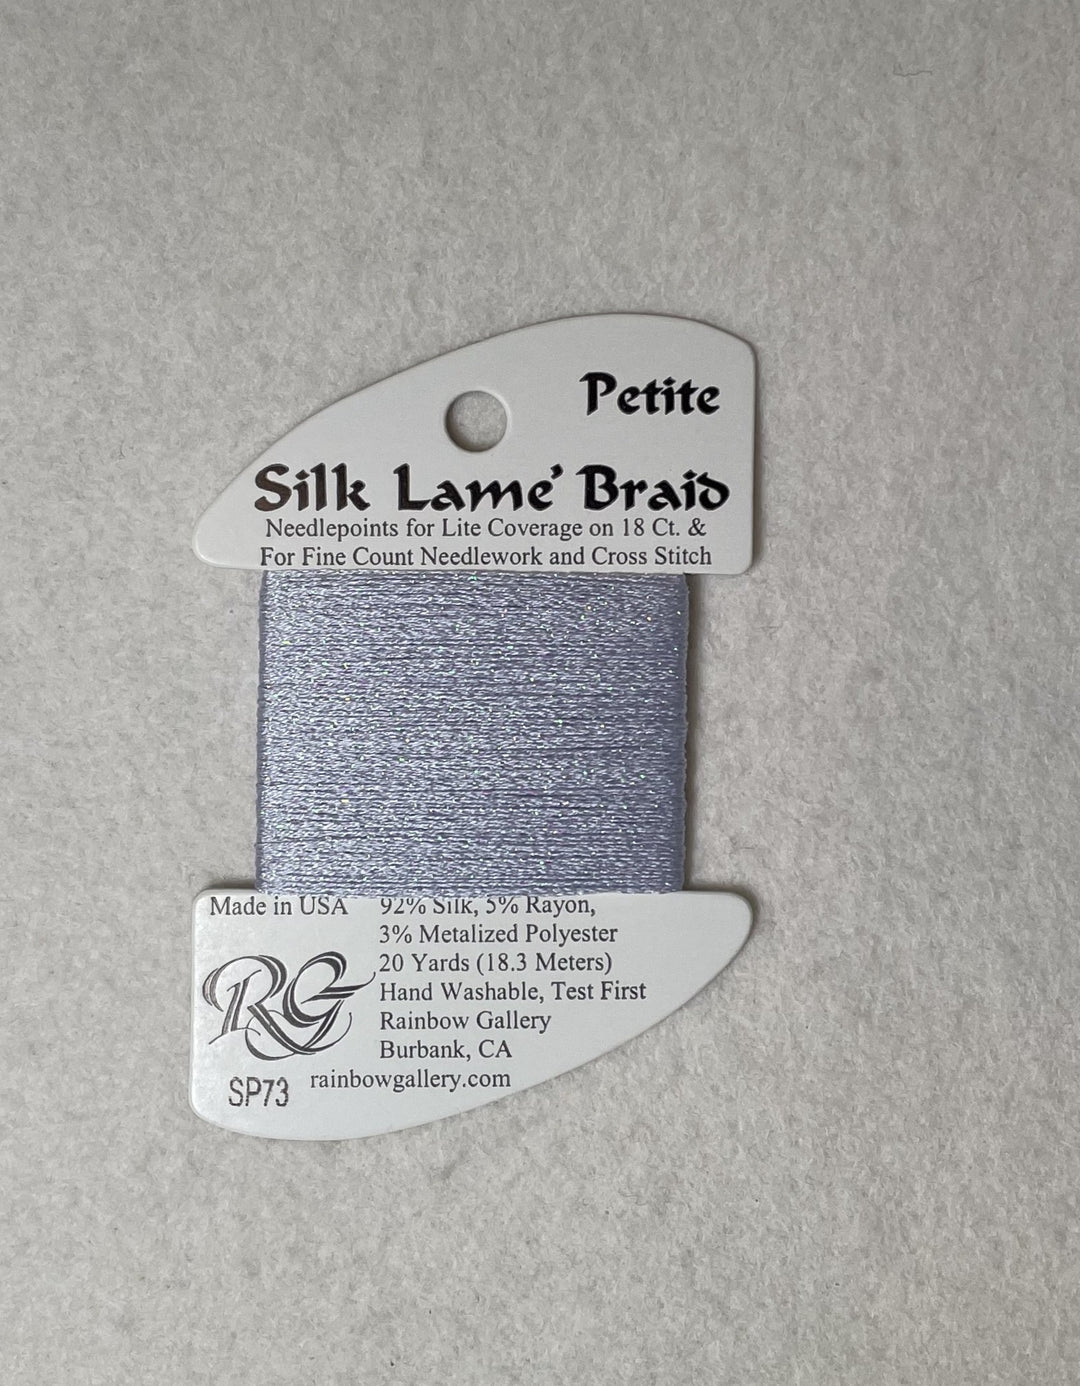 Petite
Silk Lame' Braid
Needlepoints for Lite Coverage on 18 Ct. &
For Fine Count Needlework and Cross Stitch
Made in USA
92% Silk, 5% Rayon,
3% Metalized Polyester
20 Yards (18.3 Meters)
Hand Washable, Test First
Rainbow Gallery
Burbank, CA
rainbowgallery.com
RG
SP73